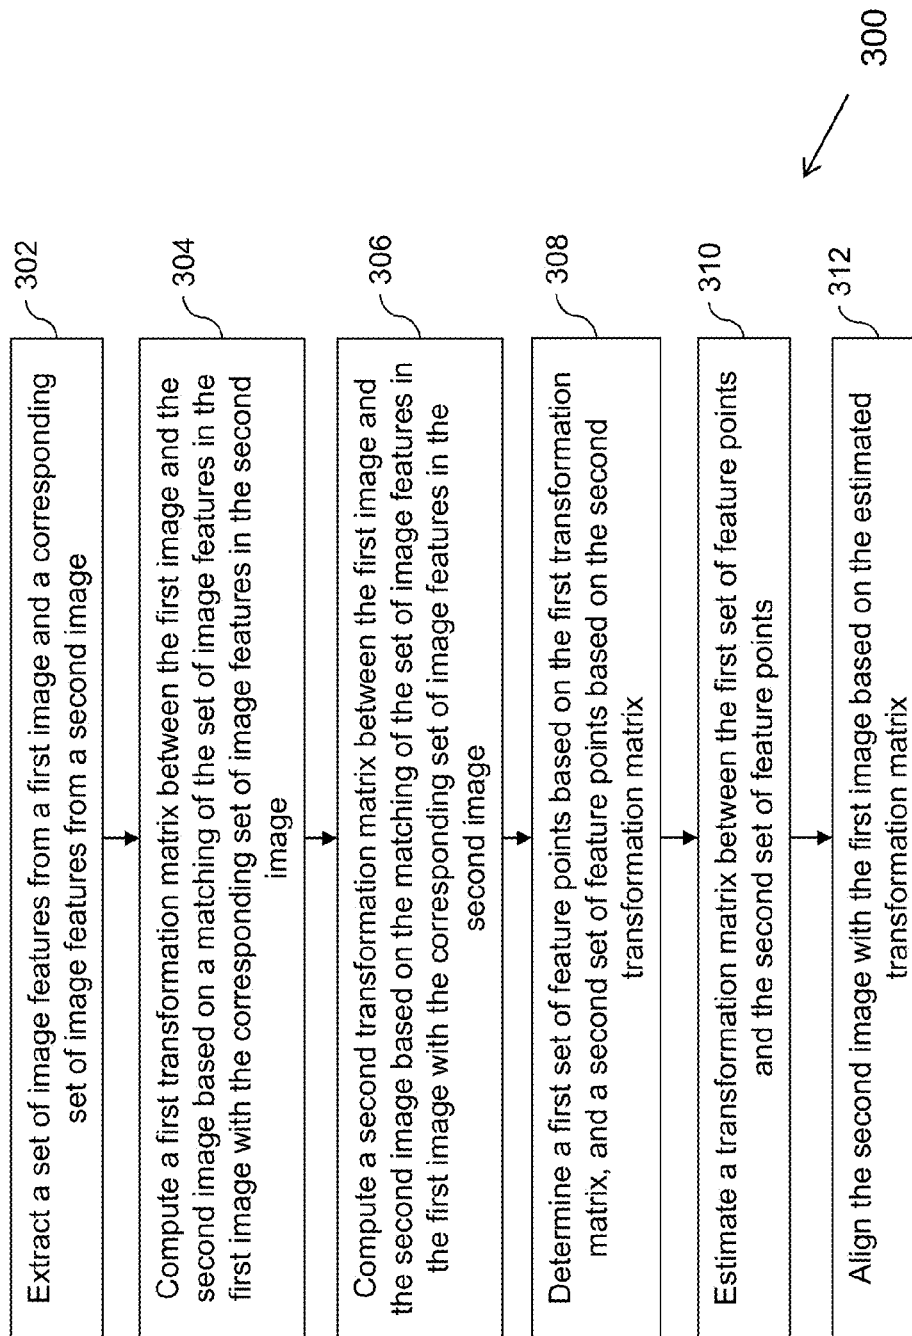 302
Extract a set of image features from a first image and a corresponding
set of image features from a second image
304
Compute a first transformation matrix between the first image and the
second image based on a matching of the set of image features in the
first image with the corresponding set of image features in the second
image
306
Compute a second transformation matrix between the first image and
the second image based on the matching of the set of image features in
the first image with the corresponding set of image features in the
second image
308
Determine a first set of feature points based on the first transformation
matrix, and a second set of feature points based on the second
transformation matrix
310
Estimate a transformation matrix between the first set of feature points
and the second set of feature points
312
Align the second image with the first image based on the estimated
transformation matrix
300